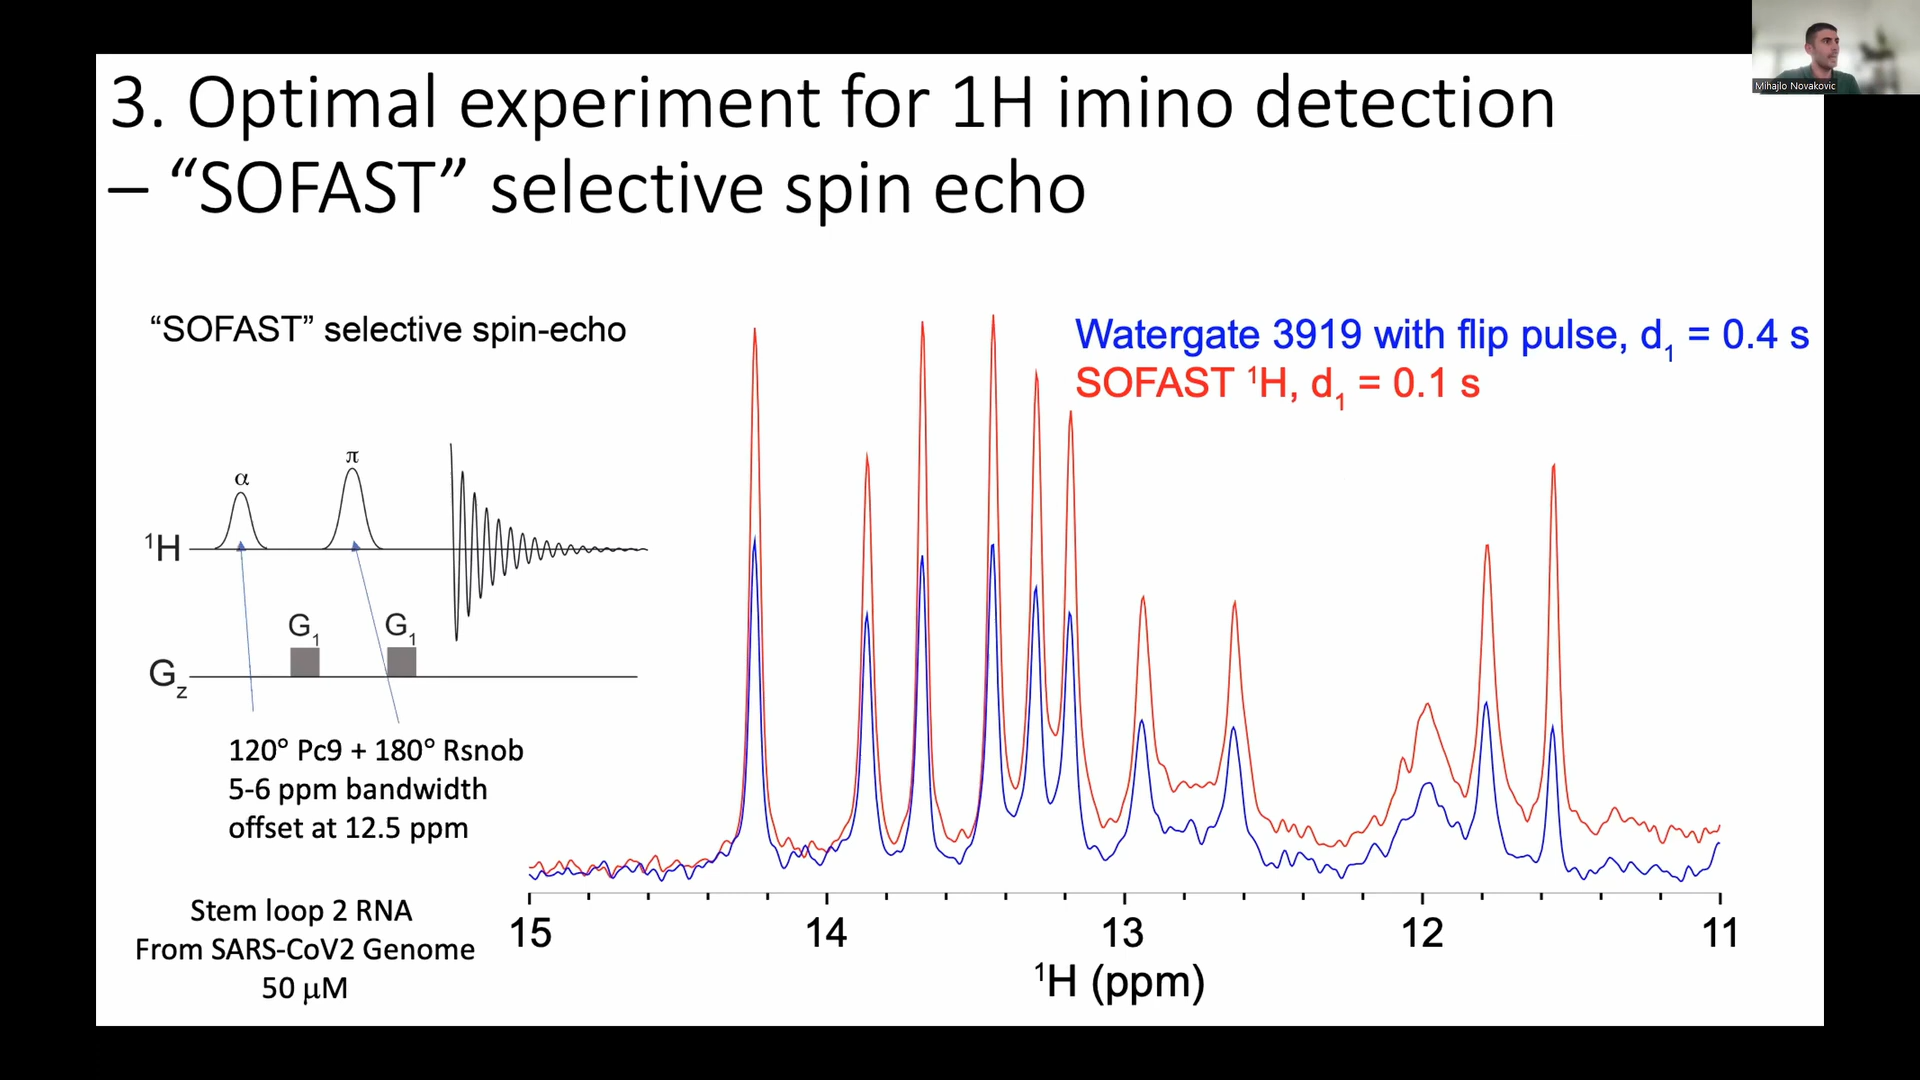 Mihajlo Novakovic
3. Optimal experiment for 1H imino detection
– “SOFAST” selective spin echo
“SOFAST” selective spin-echo
Watergate 3919 with flip pulse, d₁ = 0.4 s
SOFAST ¹H, d₁ = 0.1 s
α
π
¹H
G₁ G₁
G_z
120° Pc9 + 180° Rsnob
5-6 ppm bandwidth
offset at 12.5 ppm
Stem loop 2 RNA
From SARS-CoV2 Genome
50 μM
15 14 13 12 11
¹H (ppm)